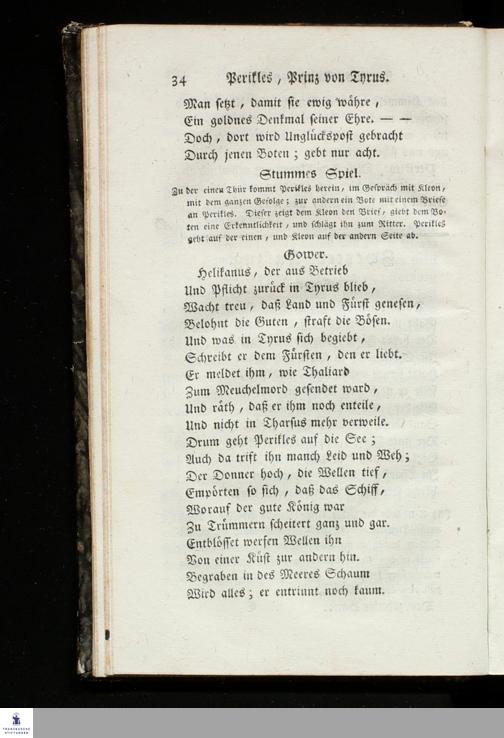 34 Perikles, Prinz von Tyrus.
Man setzt, damit sie ewig währe,
Ein goldnes Denkmal seiner Ehre. — —
Doch, dort wird Unglückspost gebracht
Durch jenen Boten; gebt nur acht.
Stummes Spiel.
Zu der einen Thür kommt Perikles herein, im Gespräch mit Kleon,
mit dem ganzen Gefolge; zur andern ein Bote mit einem Briefe
an Perikles. Dieser zeigt dem Kleon den Brief, giebt dem Bo-
ten eine Erkenntlichkeit, und schlägt ihn zum Ritter. Perikles
geht auf der einen, und Kleon auf der andern Seite ab.
Gower.
Helikanus, der aus Betrieb
Und Pflicht zurück in Tyrus blieb,
Wacht treu, daß Land und Fürst genesen,
Belohnt die Guten, straft die Bösen.
Und was in Tyrus sich begiebt,
Schreibt er dem Fürsten, den er liebt.
Er meldet ihm, wie Thaliard
Zum Meuchelmord gesendet ward,
Und räth, daß er ihm noch enteile,
Und nicht in Tharsus mehr verweile.
Drum geht Perikles auf die See;
Auch da trift ihn manch Leid und Weh;
Der Donner hoch, die Wellen tief,
Empörten so sich, daß das Schiff,
Worauf der gute König war
Zu Trümmern scheitert ganz und gar.
Entblösset werfen Wellen ihn
Von einer Küst zur andern hin.
Begraben in des Meeres Schaum
Wird alles; er entrinnt noch kaum.
FRANCKESCHE
STIFTUNGEN